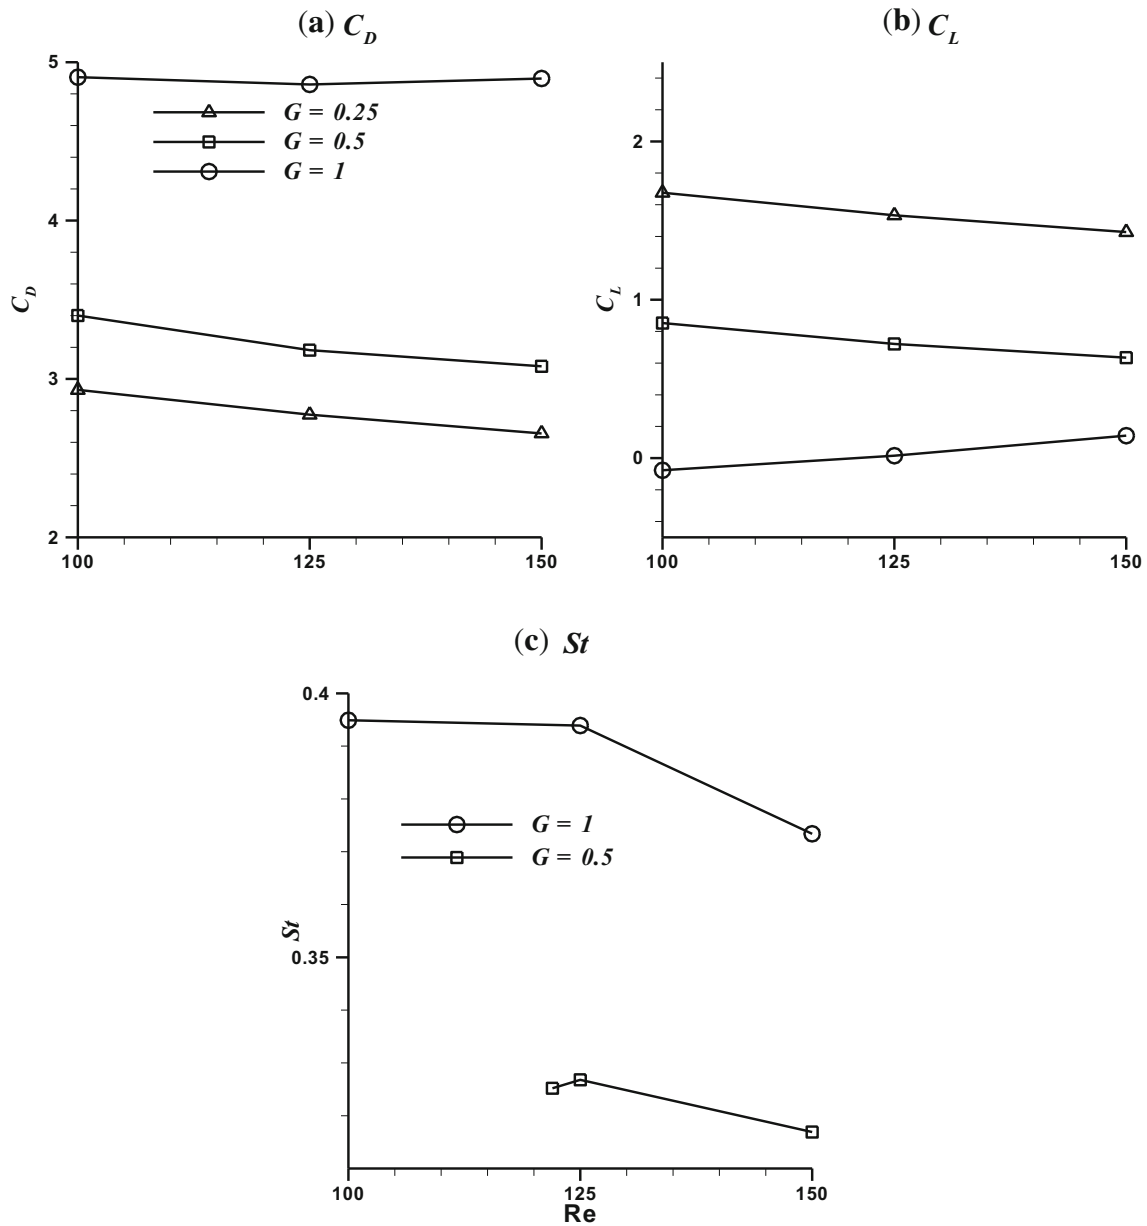 (a) C_D
5
4
3
2
C_D
G = 0.25
G = 0.5
G = 1
100 125 150
(b) C_L
2
1
0
C_L
100 125 150
(c) St
0.4
0.35
St
G = 1
G = 0.5
100 125 150
Re